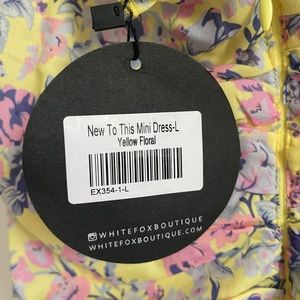 New To This Mini Dress-L
Yellow Floral
EX354-1-L
WHITEFOXBOUTIQUE
WHITEFOXBOUTIQUE.COM